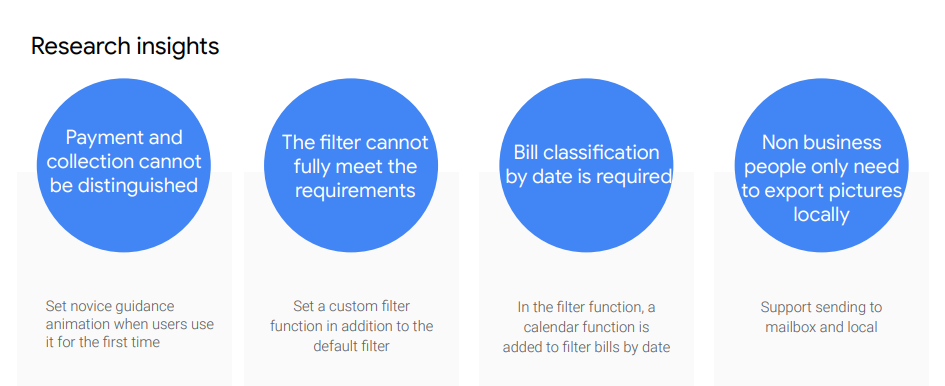 Research insights
Payment and
collection cannot
be distinguished
The filter cannot
fully meet the
requirements
Bill classification
by date is required
Non business
people only need
to export pictures
locally
Set novice guidance
animation when users use
it for the first time
Set a custom filter
function in addition to the
default filter
In the filter function, a
calendar function is
added to filter bills by date
Support sending to
mailbox and local